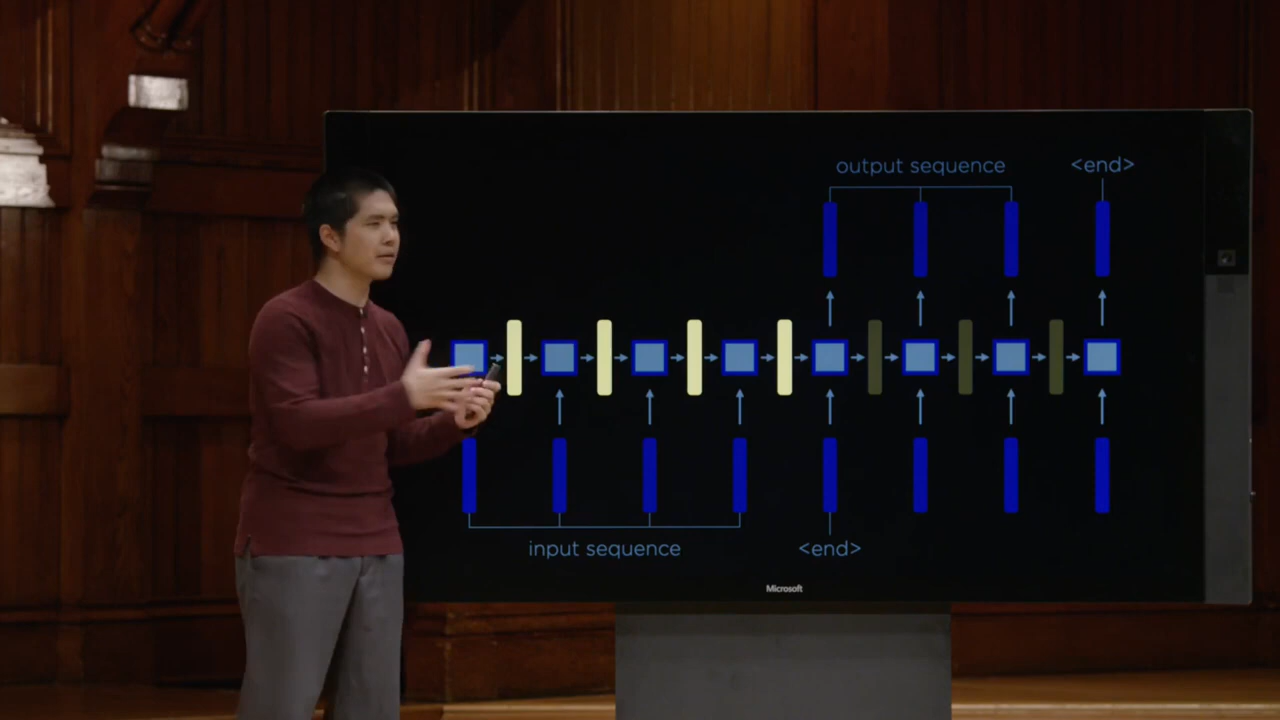 output sequence
<end>
input sequence
<end>
Microsoft